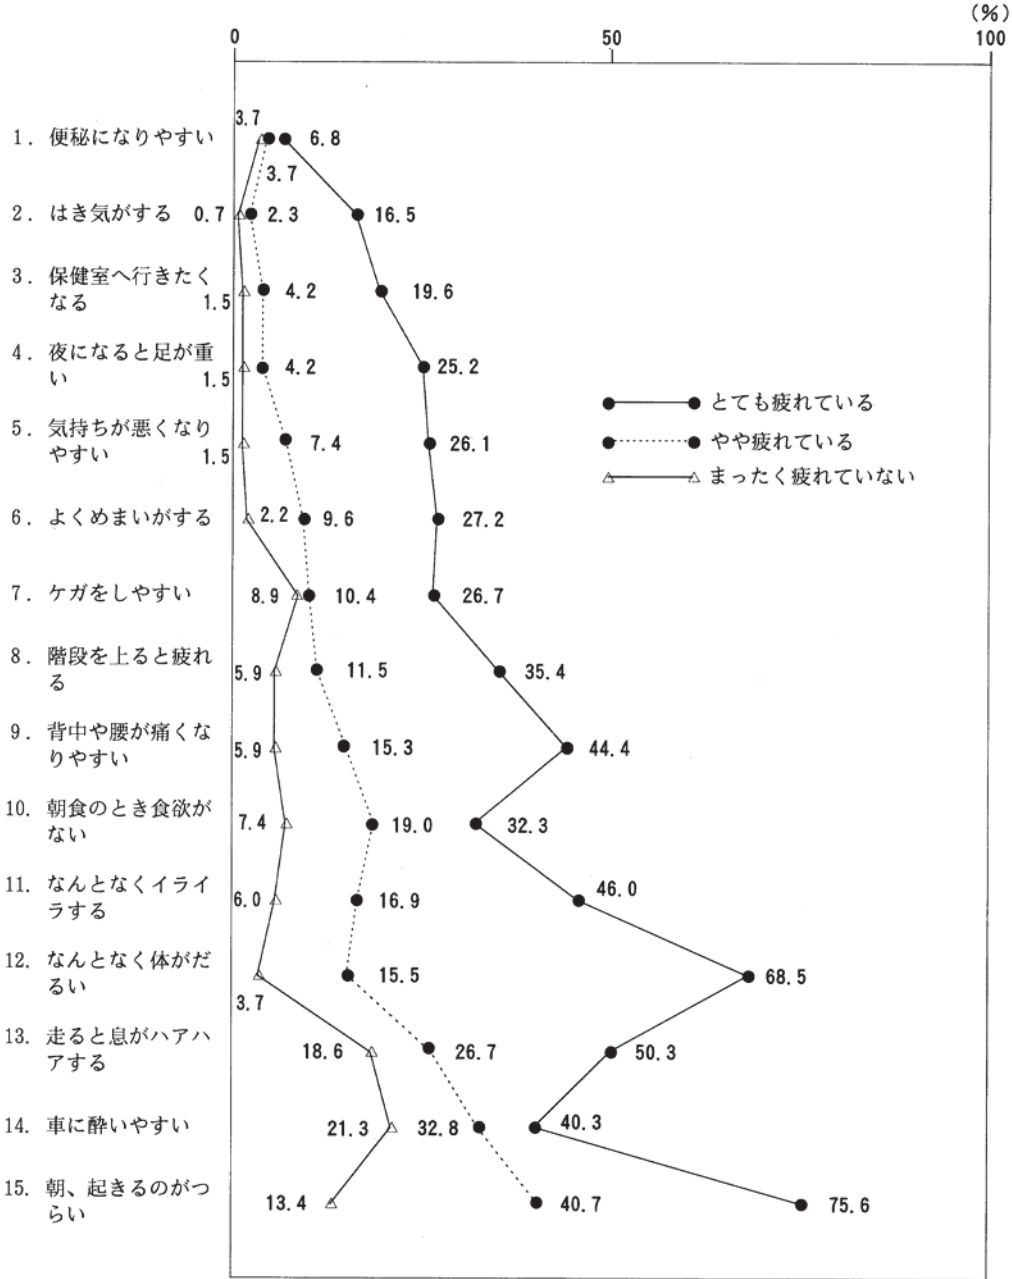 (%)
0 50 100
3.7
1. 便秘になりやすい 6.8
3.7
2. はき気がする 0.7 2.3 16.5
3. 保健室へ行きたく
なる 1.5 4.2 19.6
4. 夜になると足が重
い 1.5 4.2 25.2
とても疲れている
5. 気持ちが悪くなり
やすい 1.5 7.4 26.1
やや疲れている
まったく疲れていない
6. よくめまいがする 2.2 9.6 27.2
7. ケガをしやすい 8.9 10.4 26.7
8. 階段を上ると疲れ
る 5.9 11.5 35.4
9. 背中や腰が痛くな
りやすい 5.9 15.3 44.4
10. 朝食のとき食欲が
ない 7.4 19.0 32.3
11. なんとなくイライ
ラする 6.0 16.9 46.0
12. なんとなく体がだ
るい 15.5 68.5
3.7
13. 走ると息がハアハ
アする 18.6 26.7 50.3
14. 車に酔いやすい 21.3 32.8 40.3
15. 朝、起きるのがつ
らい 13.4 40.7 75.6